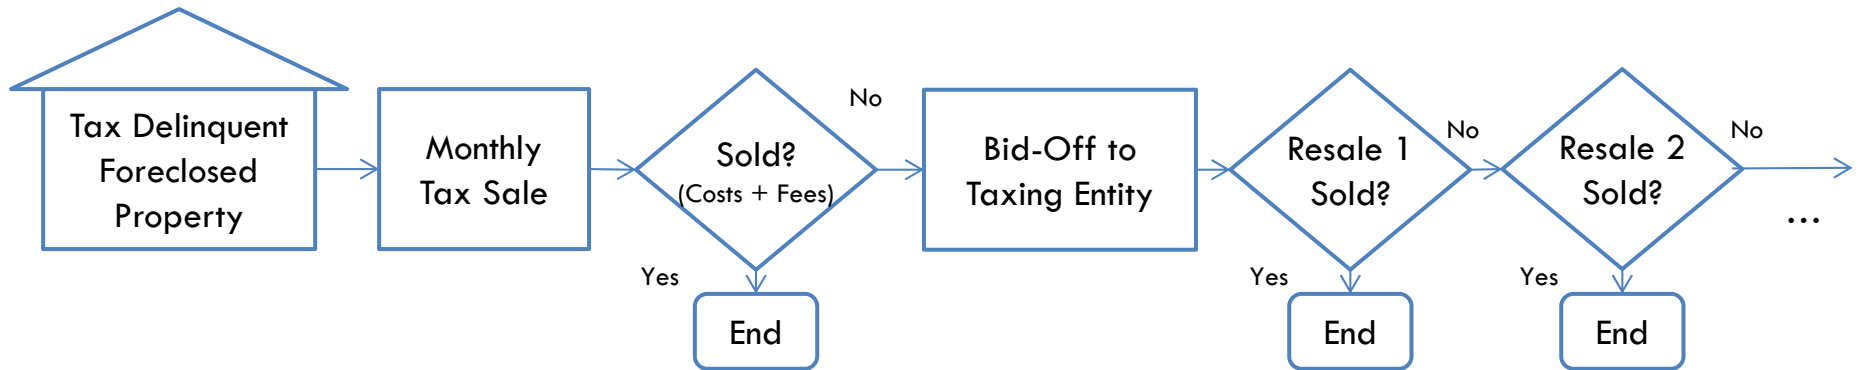 Tax Delinquent
Foreclosed
Property
Monthly
Tax Sale
Sold?
(Costs + Fees)
No
Yes
End
Bid-Off to
Taxing Entity
Resale 1
Sold?
No
Yes
End
Resale 2
Sold?
No
Yes
End
...